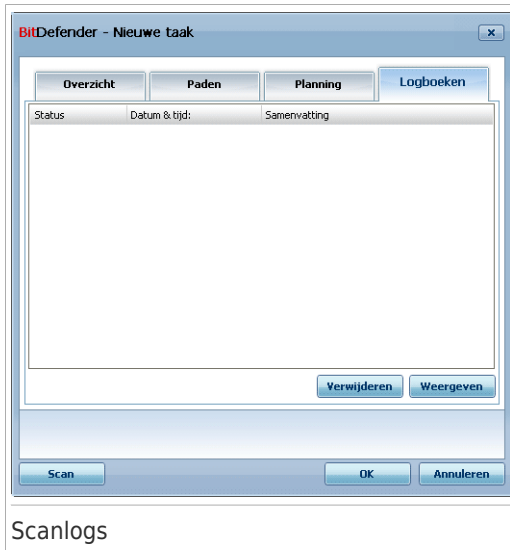 BitDefender - Nieuwe taak
Overzicht Paden Planning Logboeken
Status Datum & tijd: Samenvatting
Verwijderen Weergeven
Scan OK Annuleren
Scanlogs